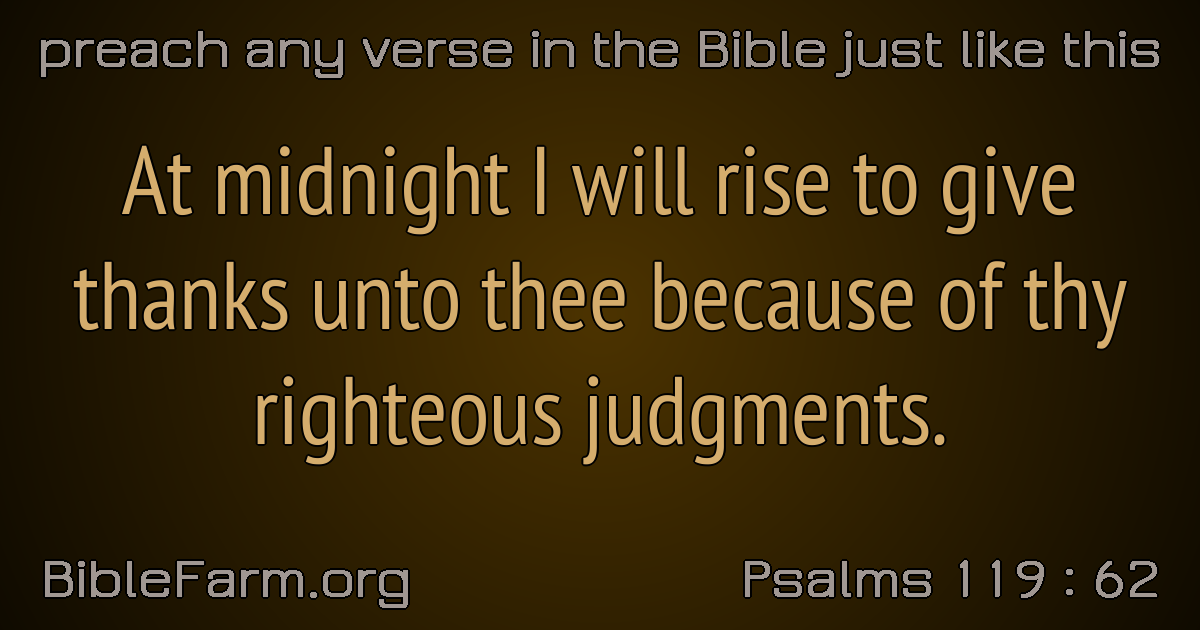 preach any verse in the Bible just like this
At midnight I will rise to give
thanks unto thee because of thy
righteous judgments.
BibleFarm.org
Psalms 119 : 62